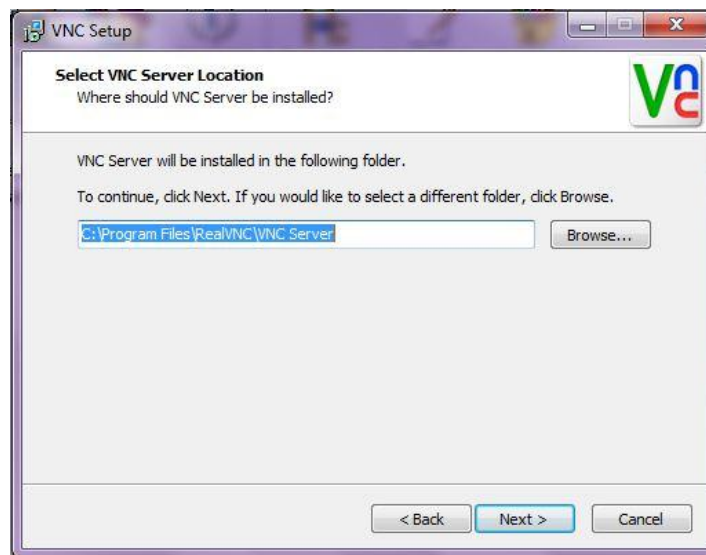 VNC Setup
Select VNC Server Location
Where should VNC Server be installed?
VNC Server will be installed in the following folder.
To continue, click Next. If you would like to select a different folder, click Browse.
C:\Program Files\RealVNC\VNC Server
Browse...
< Back
Next >
Cancel